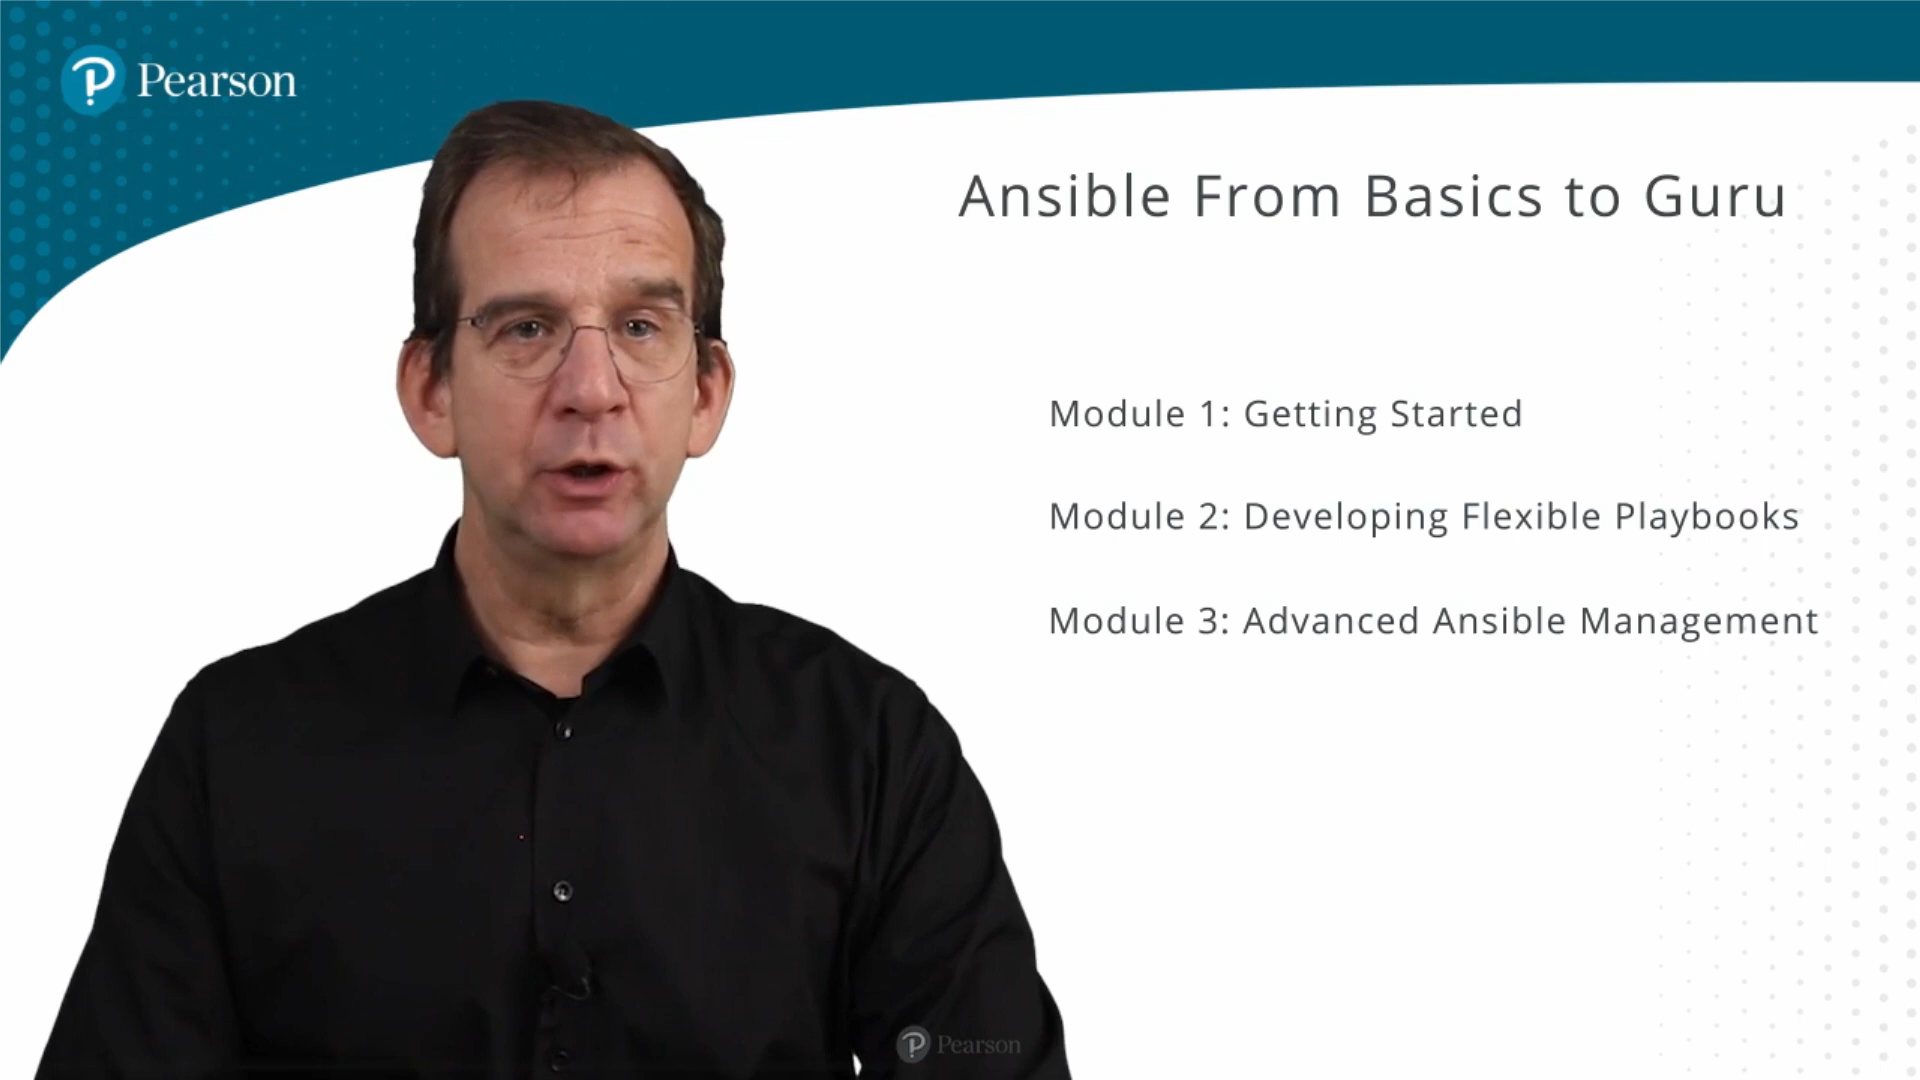 Pearson
Ansible From Basics to Guru
Module 1: Getting Started
Module 2: Developing Flexible Playbooks
Module 3: Advanced Ansible Management
Pearson